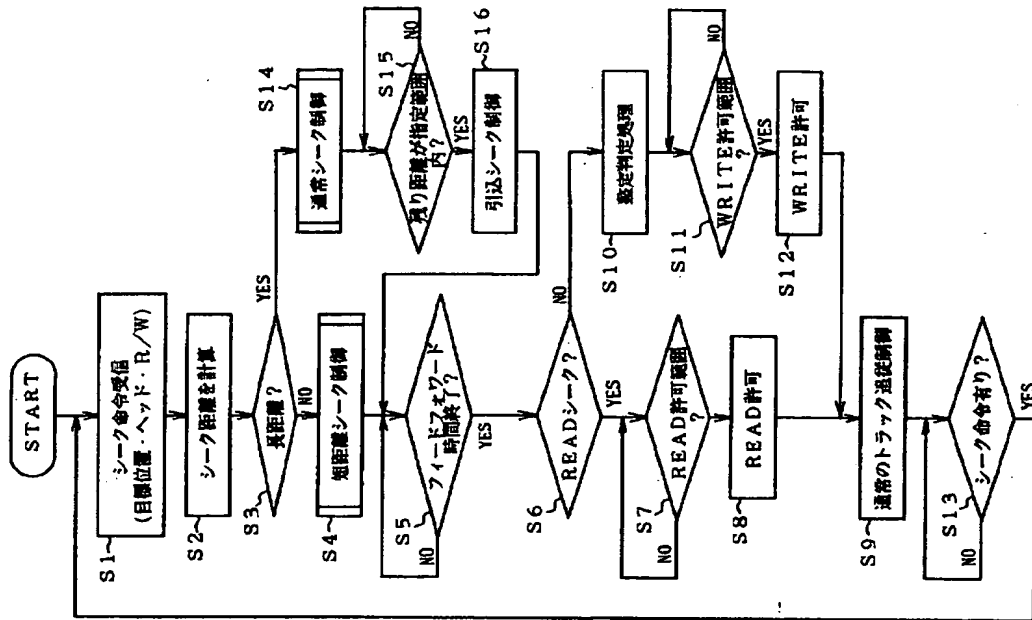 START
S1
シーク命令受信
(目標位置・ヘッド・R/W)
S2
シーク距離を計算
S3
長距離?
YES
NO
S4
短距離シーク制御
S5
フィードフォワード
時間終了?
NO
YES
S6
READシーク?
NO
YES
S7
READ許可範囲
?
NO
S8
READ許可
S9
通常のトラック追従制御
S13
シーク命令有り?
NO
YES
S14
通常シーク制御
S15
残り距離が指定範囲
内?
NO
YES
S16
引込シーク制御
S10
整定判定処理
S11
WRITE許可範囲
?
NO
YES
S12
WRITE許可